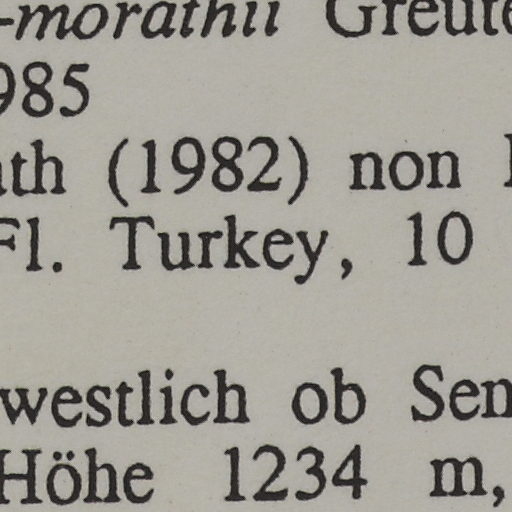 -morathii Greute
985
ath (1982) non
Fl. Turkey, 10
westlich ob Sen
Höhe 1234 m,